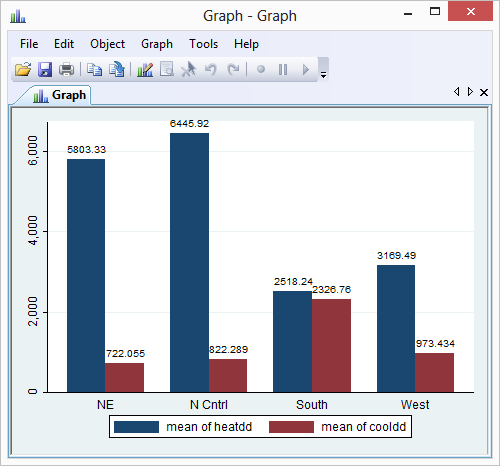 Graph - Graph
File Edit Object Graph Tools Help
Graph
6445.92
5803.33
6,000
4,000
3169.49
2518.24
2326.76
2,000
722.055
822.289
973.434
0
NE N Cntrl South West
mean of heatdd mean of cooldd